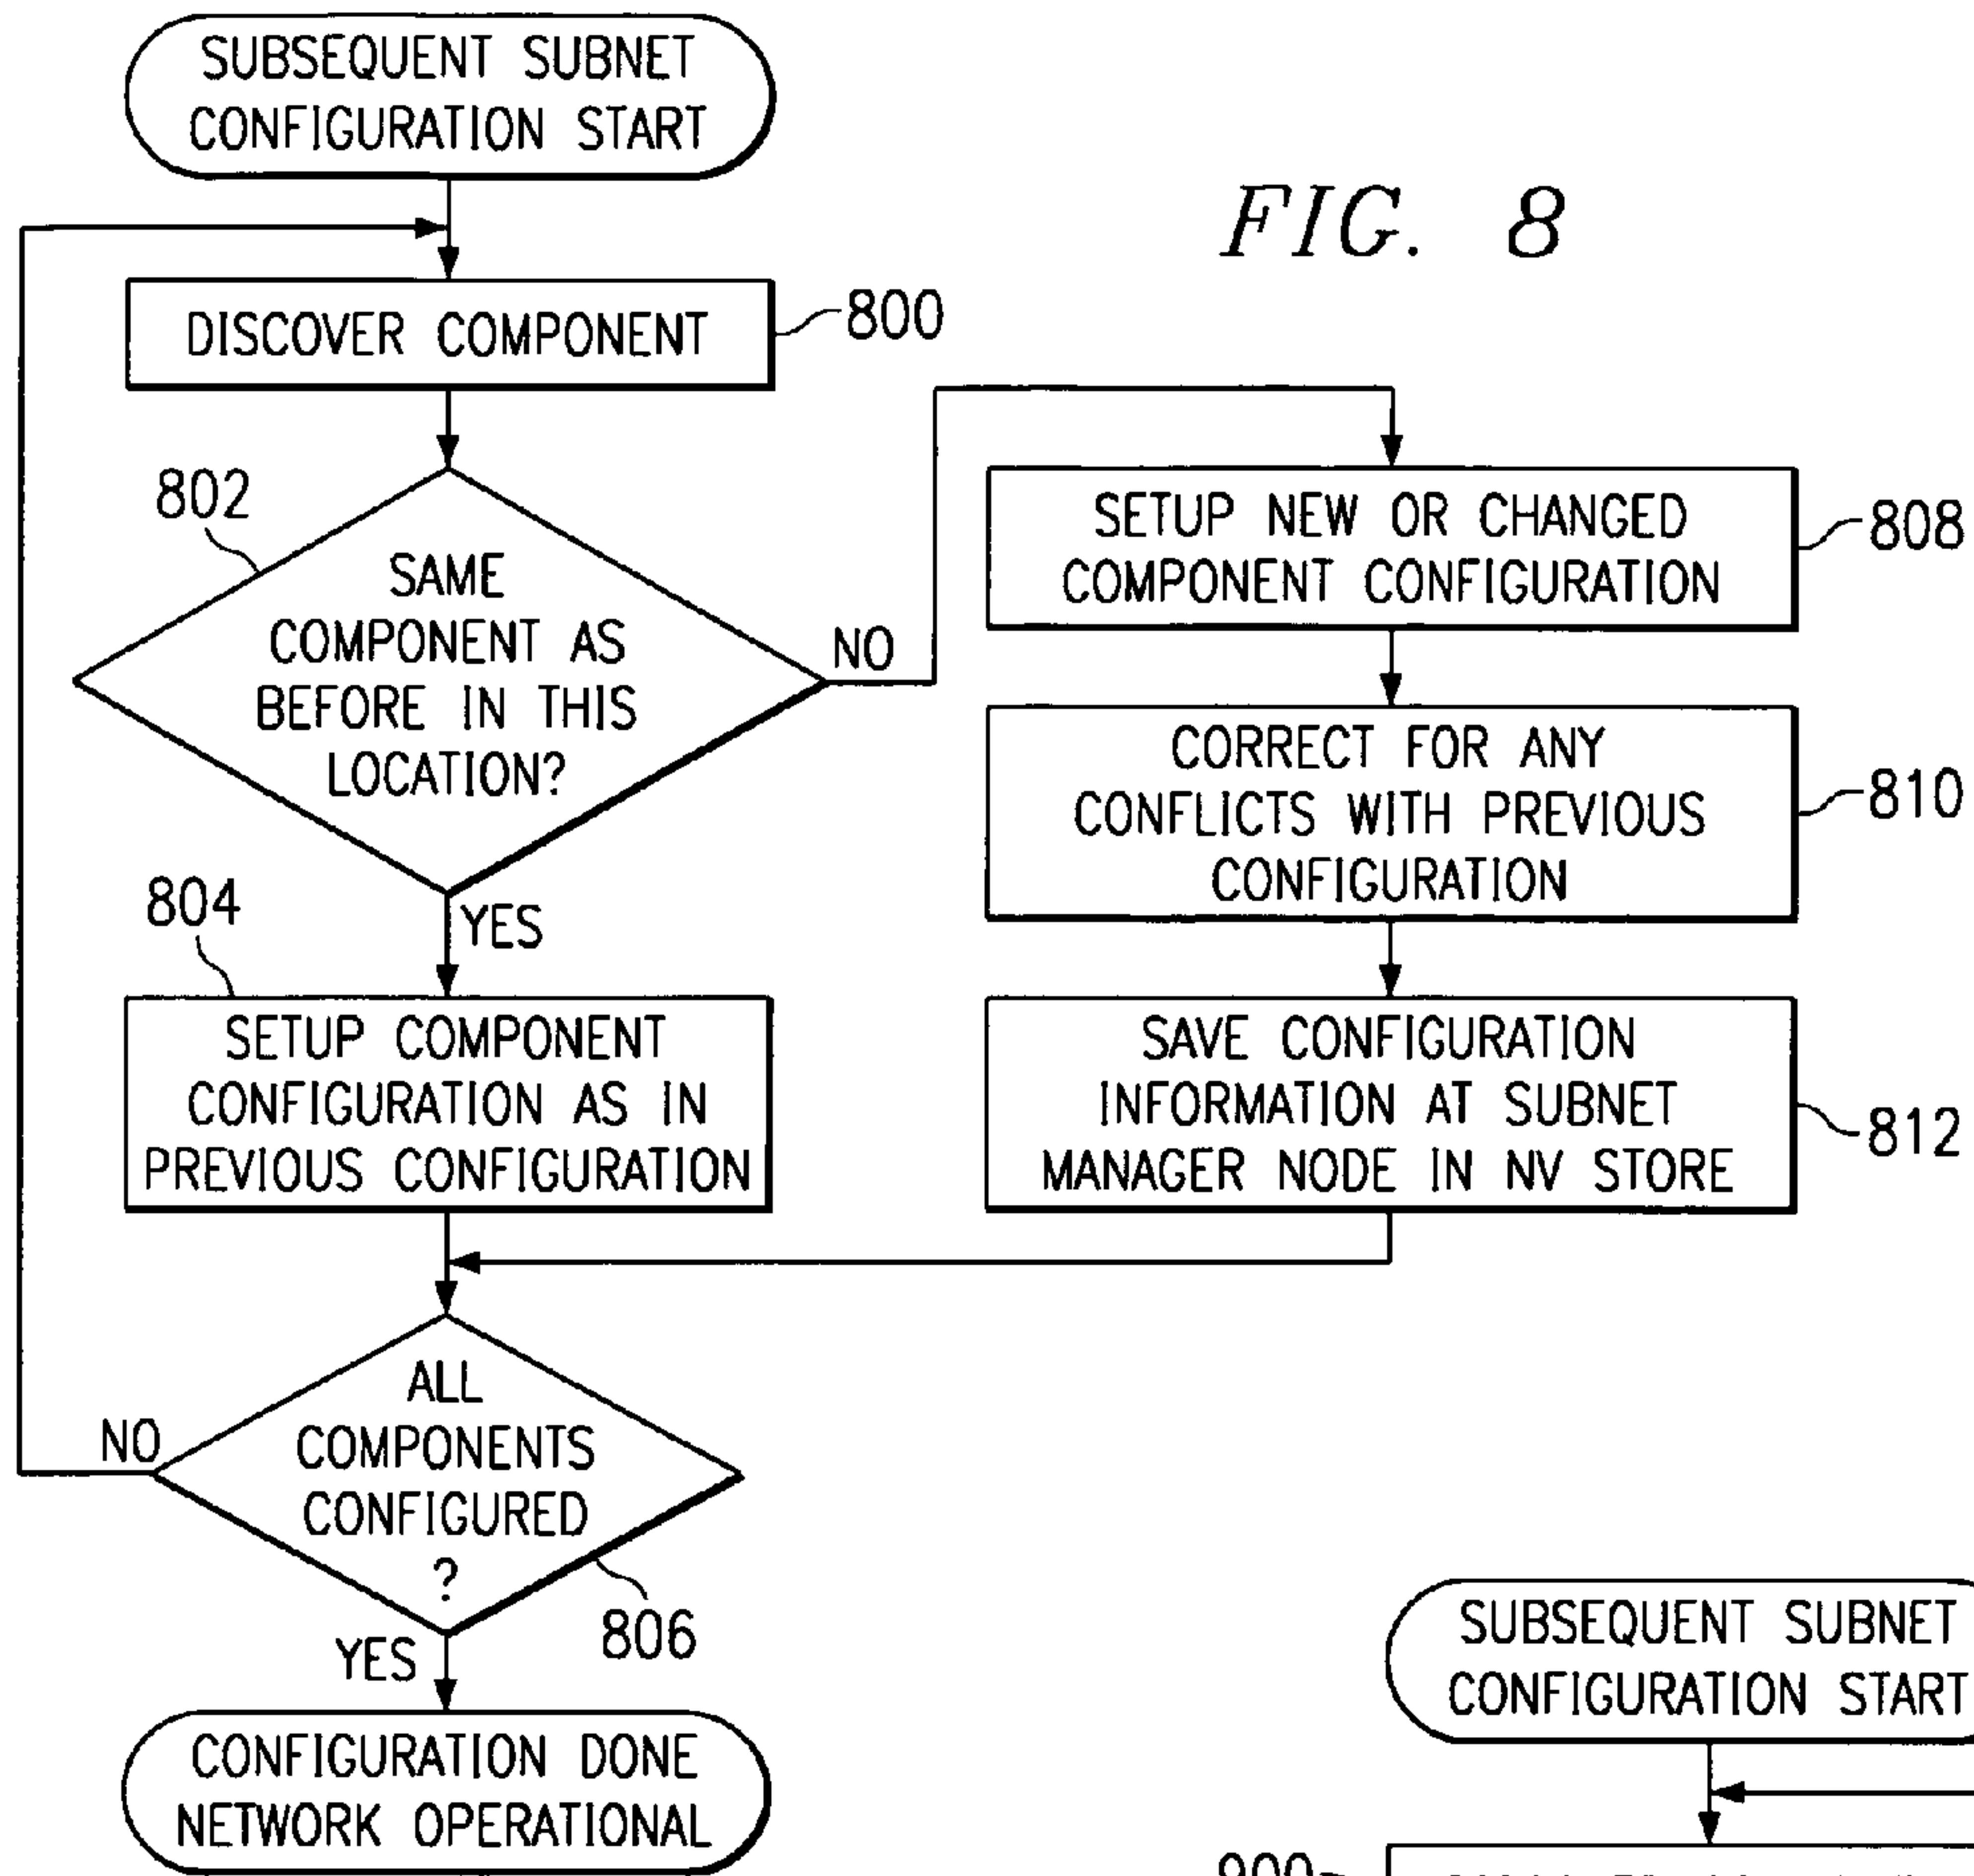 SUBSEQUENT SUBNET
CONFIGURATION START
FIG. 8
DISCOVER COMPONENT
800
802
SAME
COMPONENT AS
BEFORE IN THIS
LOCATION?
NO
YES
SETUP NEW OR CHANGED
COMPONENT CONFIGURATION
808
CORRECT FOR ANY
CONFLICTS WITH PREVIOUS
CONFIGURATION
810
804
SETUP COMPONENT
CONFIGURATION AS IN
PREVIOUS CONFIGURATION
SAVE CONFIGURATION
INFORMATION AT SUBNET
MANAGER NODE IN NV STORE
812
ALL
COMPONENTS
CONFIGURED
?
NO
806
YES
CONFIGURATION DONE
NETWORK OPERATIONAL
SUBSEQUENT SUBNET
CONFIGURATION START
900